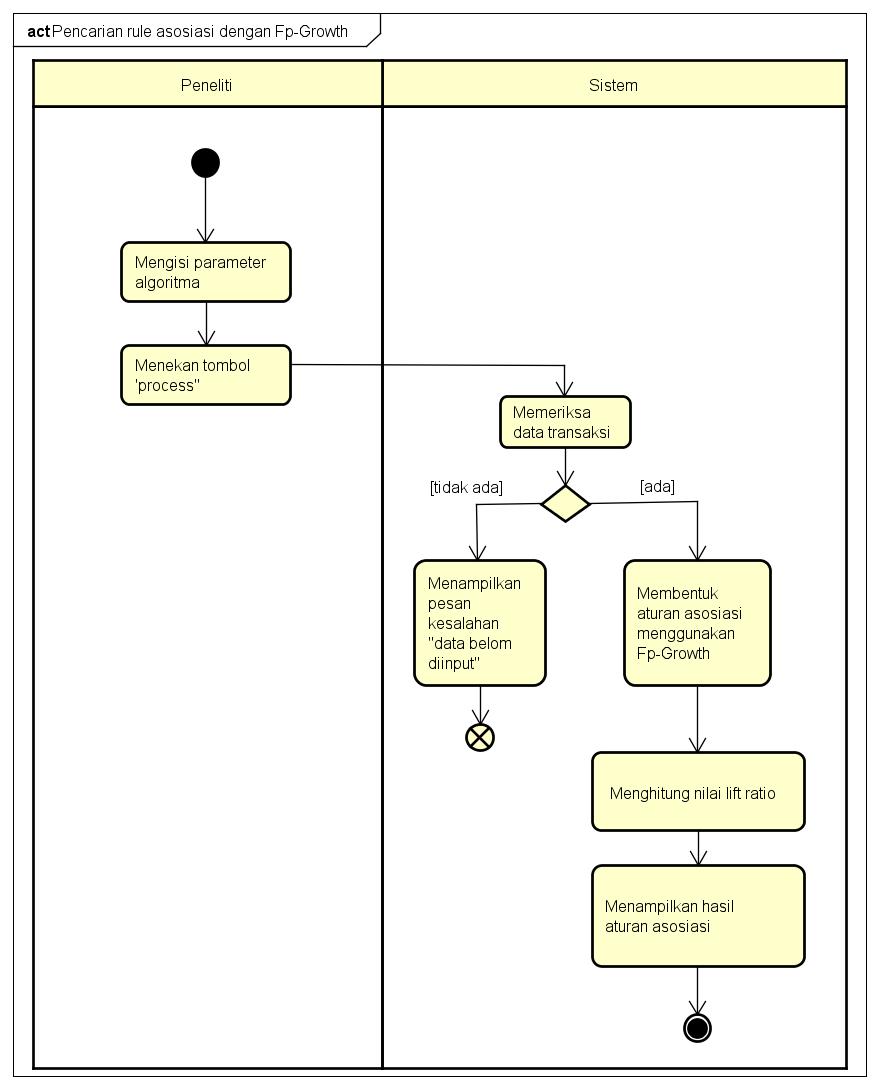 act Pencarian rule asosiasi dengan Fp-Growth
Peneliti
Sistem
Mengisi parameter
algoritma
Menekan tombol
'process"
Memeriksa
data transaksi
[tidak ada]
[ada]
Menampilkan
pesan
kesalahan
"data belom
diinput"
Membentuk
aturan asosiasi
menggunakan
Fp-Growth
Menghitung nilai lift ratio
Menampilkan hasil
aturan asosiasi